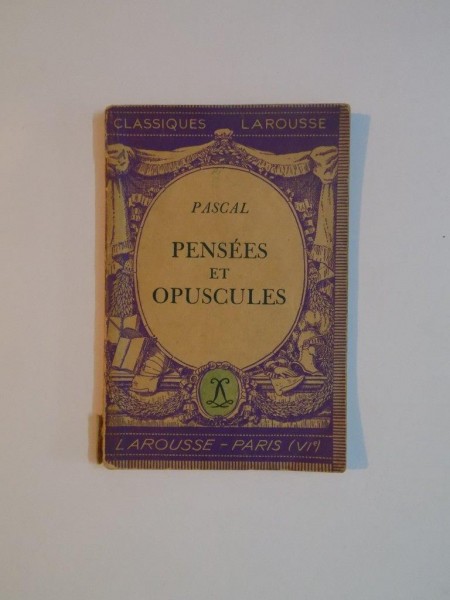 CLASSIQUES LAROUSSE
PASCAL
PENSÉES
ET
OPUSCULES
LAROUSSE - PARIS (VIe)